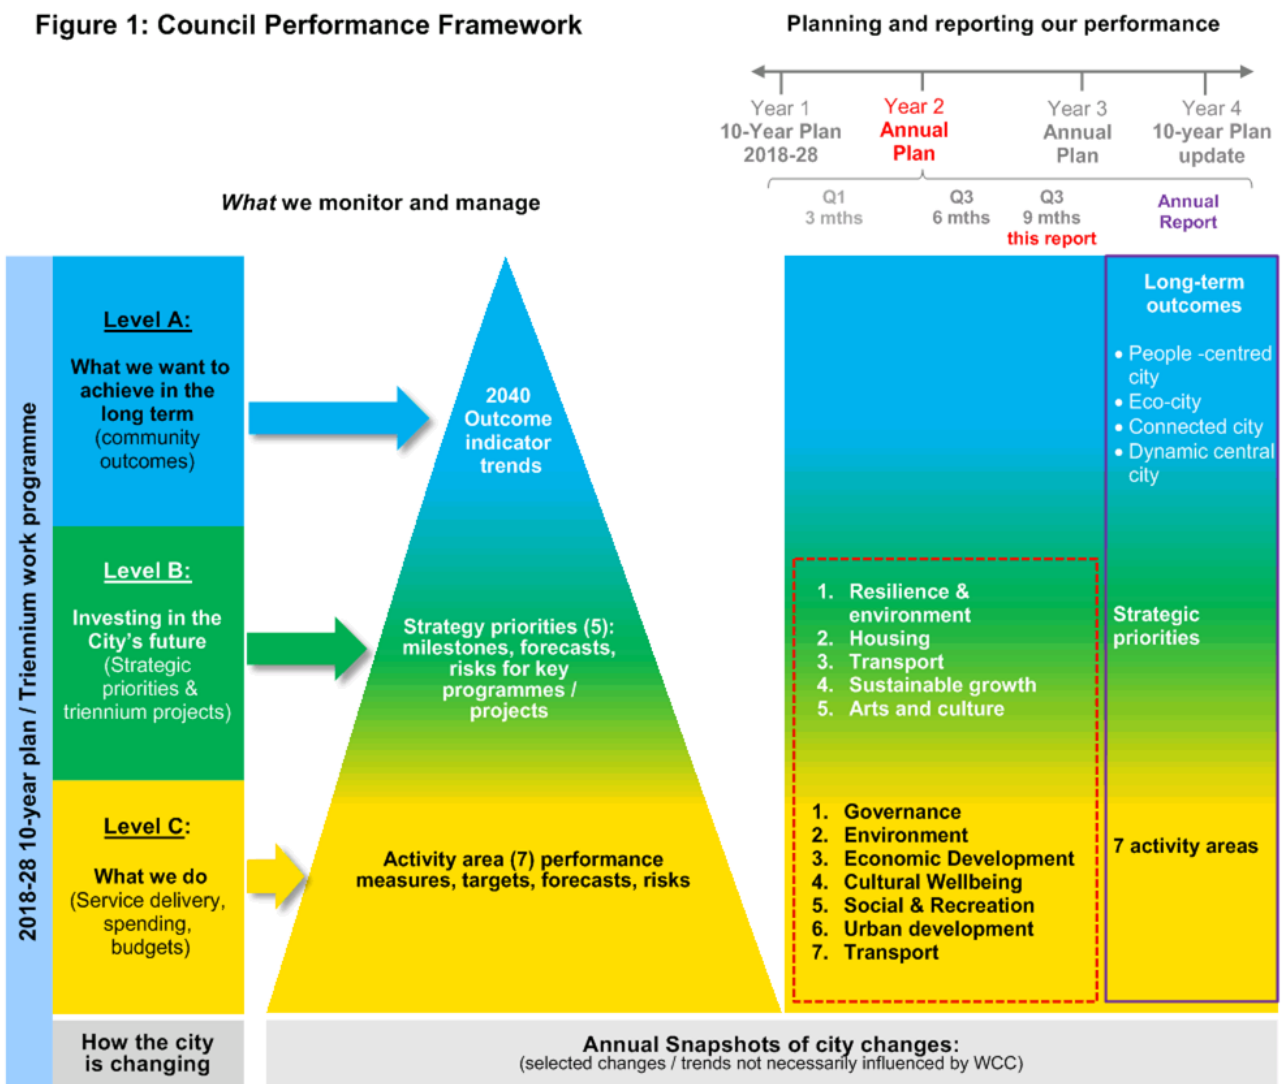 Figure 1: Council Performance Framework
Planning and reporting our performance
Year 1
10-Year Plan
2018-28
Year 2
Annual
Plan
Year 3
Annual
Plan
Year 4
10-year Plan
update
What we monitor and manage
Q1
3 mths
Q3
6 mths
Q3
9 mths
this report
Annual
Report
2018-28 10-year plan / Triennium work programme
Level A:
What we want to
achieve in the
long term
(community
outcomes)
2040
Outcome
indicator
trends
Long-term
outcomes
• People -centred
city
• Eco-city
• Connected city
• Dynamic central
city
Level B:
Investing in the
City's future
(Strategic
priorities &
triennium projects)
Strategy priorities (5):
milestones, forecasts,
risks for key
programmes /
projects
1. Resilience &
environment
2. Housing
3. Transport
4. Sustainable growth
5. Arts and culture
Strategic
priorities
Level C:
What we do
(Service delivery,
spending,
budgets)
Activity area (7) performance
measures, targets, forecasts, risks
1. Governance
2. Environment
3. Economic Development
4. Cultural Wellbeing
5. Social & Recreation
6. Urban development
7. Transport
7 activity areas
How the city
is changing
Annual Snapshots of city changes:
(selected changes / trends not necessarily influenced by WCC)